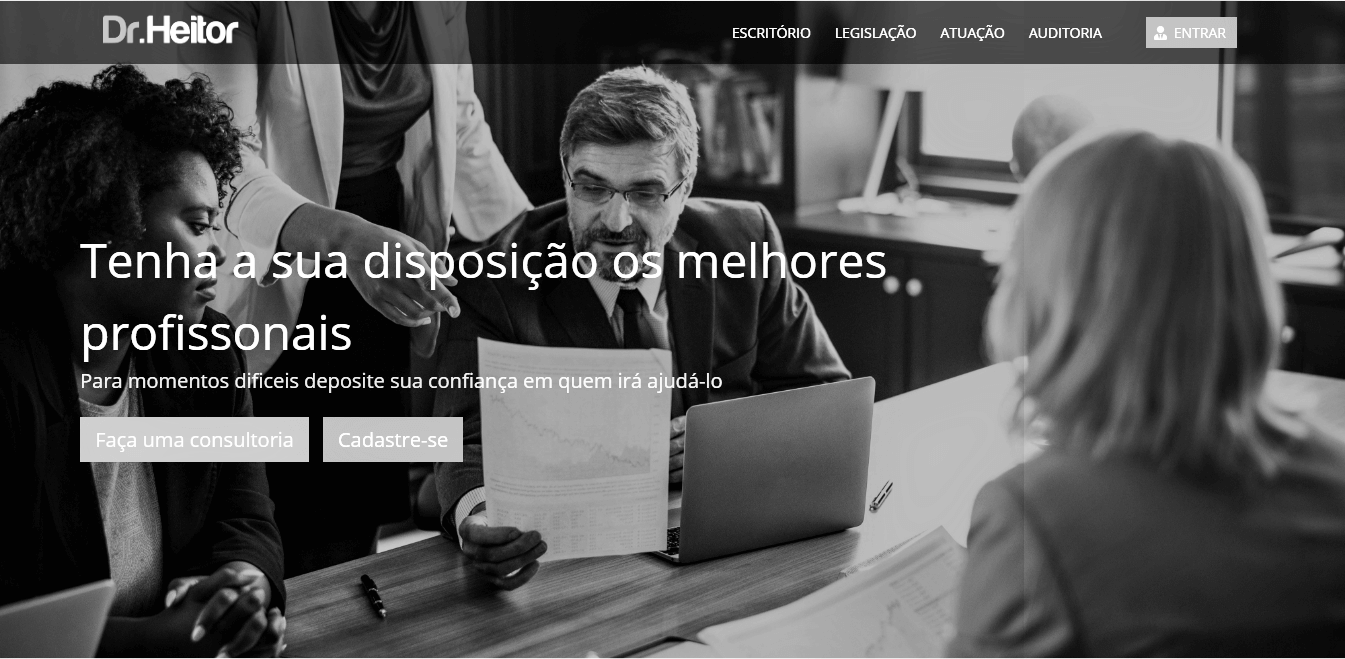 Dr.Heitor
ESCRITÓRIO LEGISLAÇÃO ATUAÇÃO AUDITORIA ENTRAR
Tenha a sua disposição os melhores
profissonais
Para momentos dificeis deposite sua confiança em quem irá ajudá-lo
Faça uma consultoria Cadastre-se